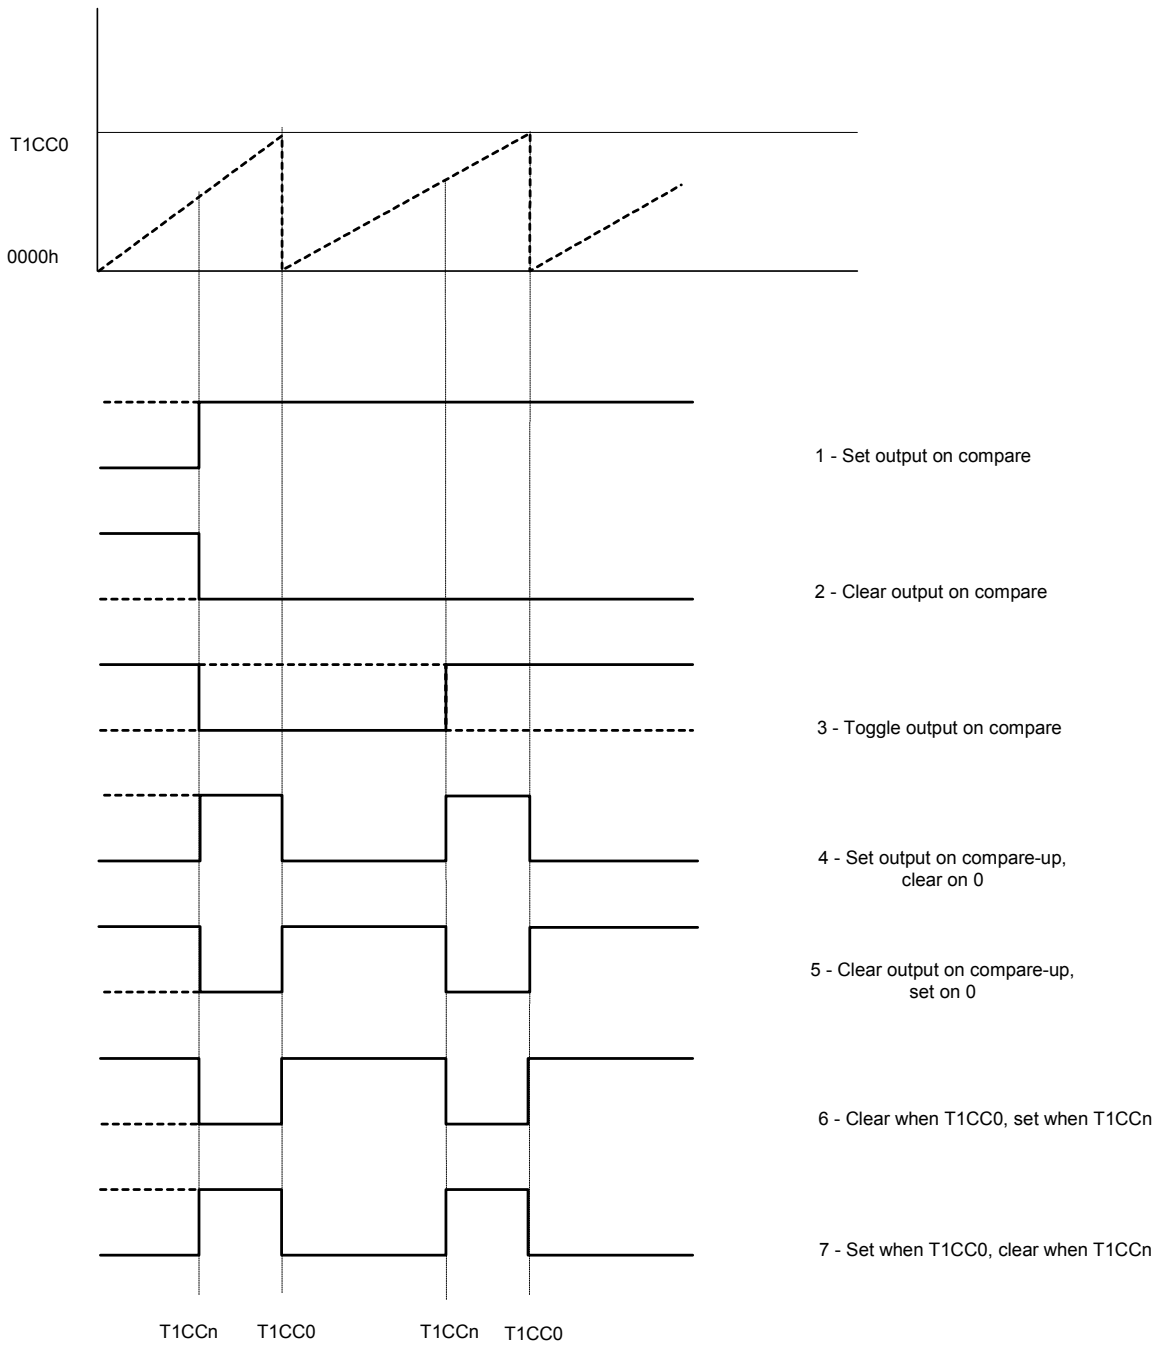 T1CC0
0000h
1 - Set output on compare
2 - Clear output on compare
3 - Toggle output on compare
4 - Set output on compare-up,
clear on 0
5 - Clear output on compare-up,
set on 0
6 - Clear when T1CC0, set when T1CCn
7 - Set when T1CC0, clear when T1CCn
T1CCn T1CC0 T1CCn T1CC0